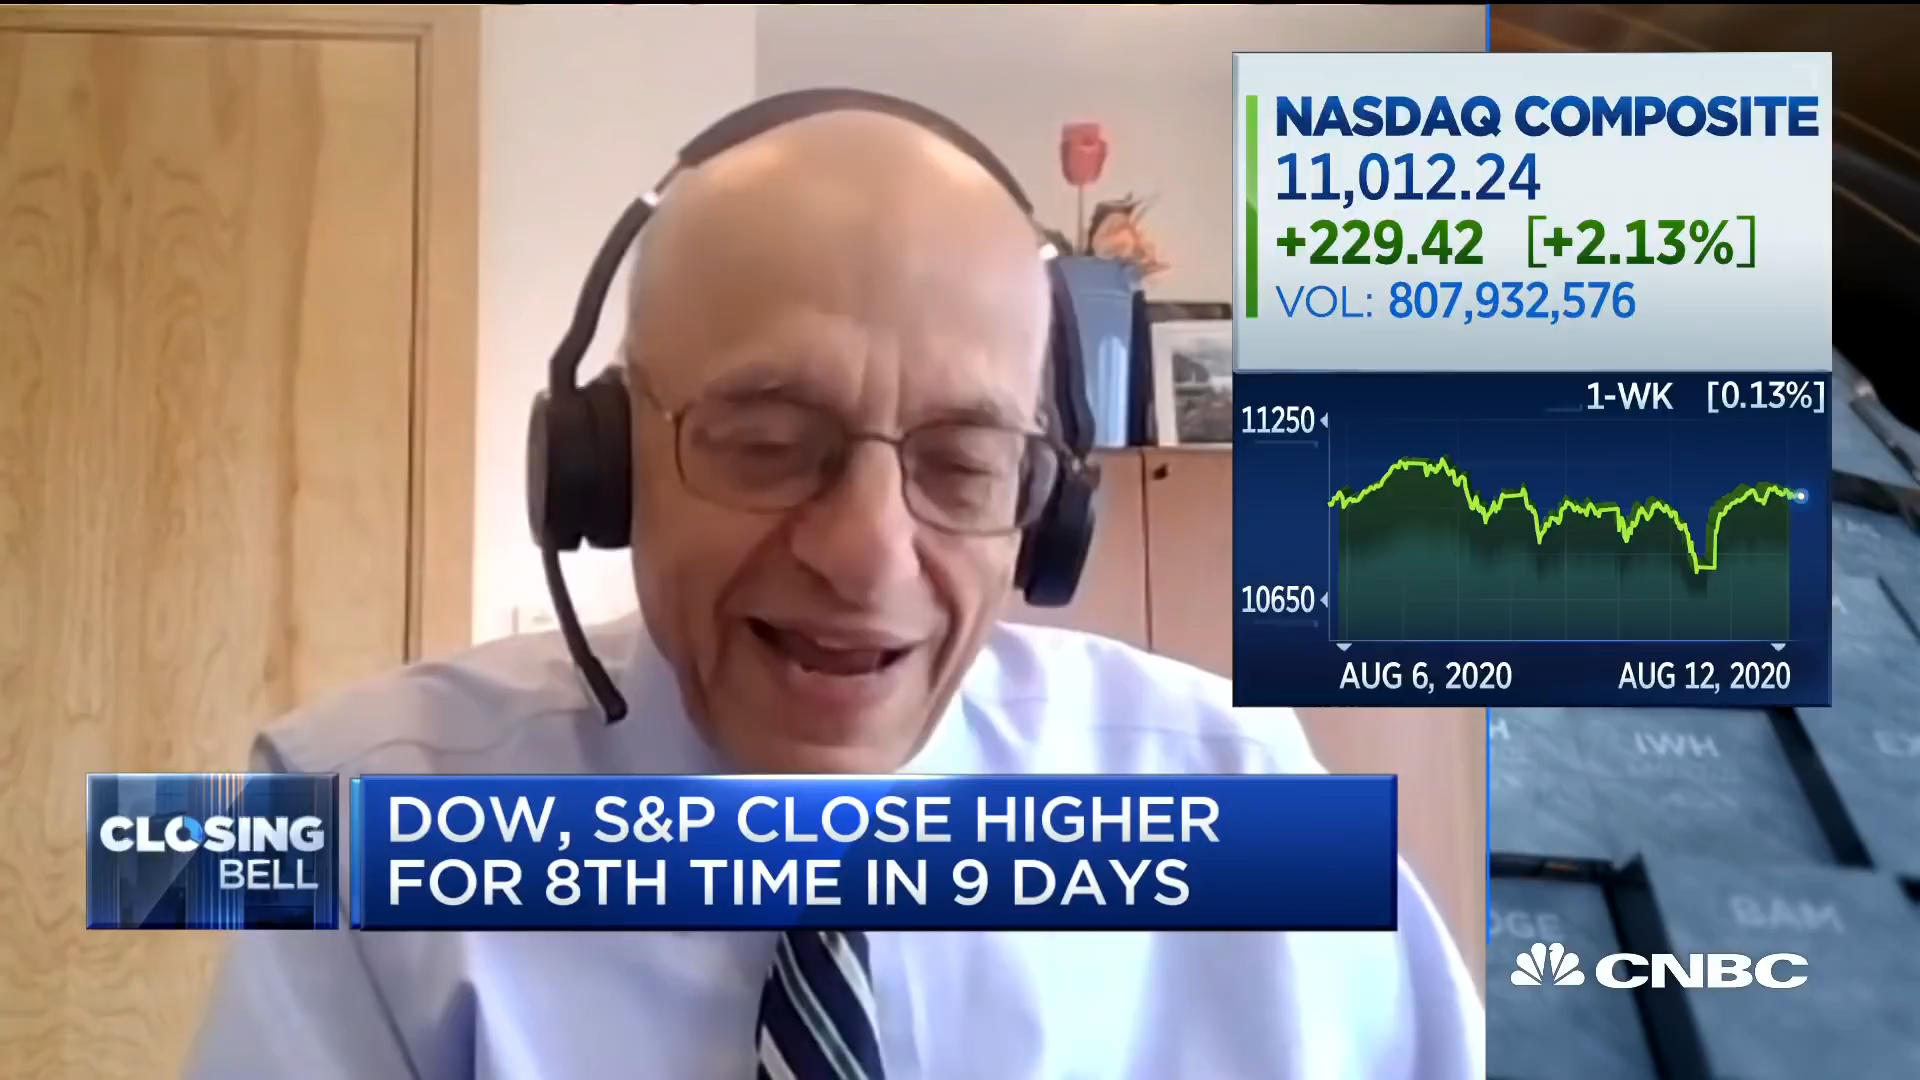 NASDAQ COMPOSITE
11,012.24
+229.42 [+2.13%]
VOL: 807,932,576
1-WK [0.13%]
11250
10650
AUG 6, 2020 AUG 12, 2020
CLOSING
BELL
DOW, S&P CLOSE HIGHER
FOR 8TH TIME IN 9 DAYS
IWH
BAM
CNBC